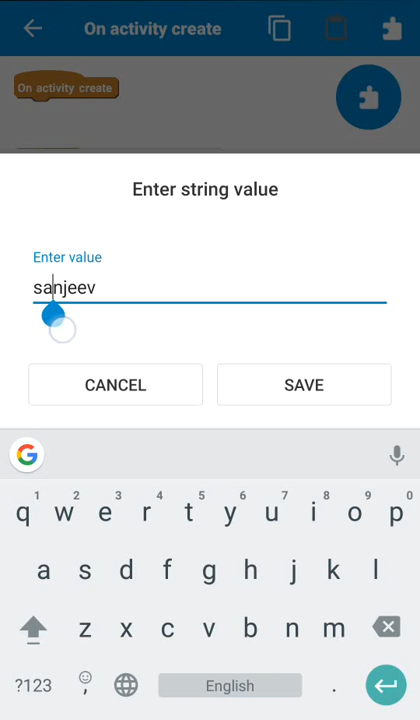 On activity create
On activity create
Enter string value
Enter value
sanjeev
CANCEL SAVE
G
q 1 w 2 e 3 r 4 t 5 y 6 u 7 i 8 o 9 p 0
a s d f g h j k l
z x c v b n m
?123 , English .